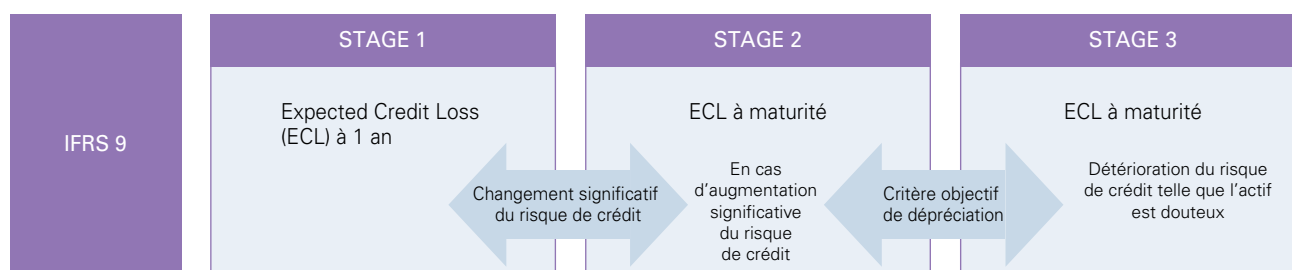 IFRS 9
STAGE 1
Expected Credit Loss
(ECL) à 1 an
Changement significatif
du risque de crédit
STAGE 2
ECL à maturité
En cas
d'augmentation
significative
du risque
de crédit
Critère objectif
de dépréciation
STAGE 3
ECL à maturité
Détérioration du risque
de crédit telle que l'actif
est douteux